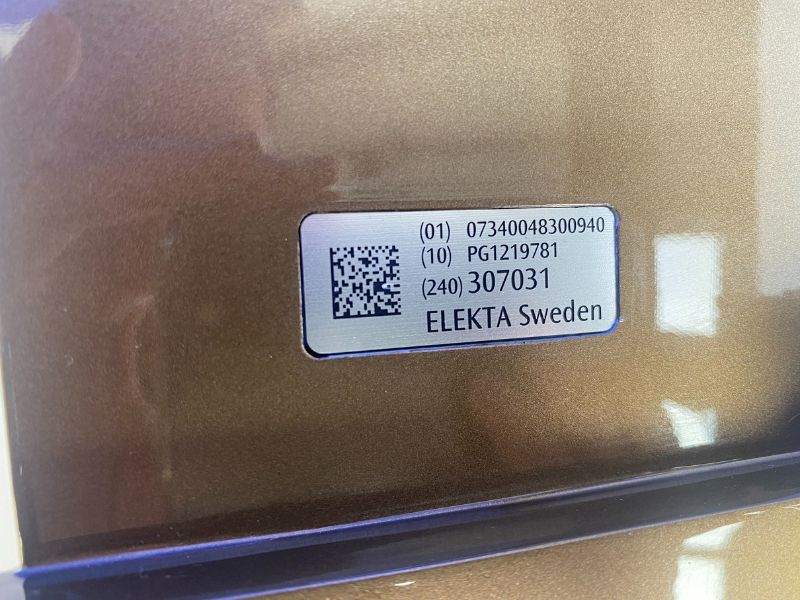 (01) 07340048300940
(10) PG1219781
(240) 307031
ELEKTA Sweden